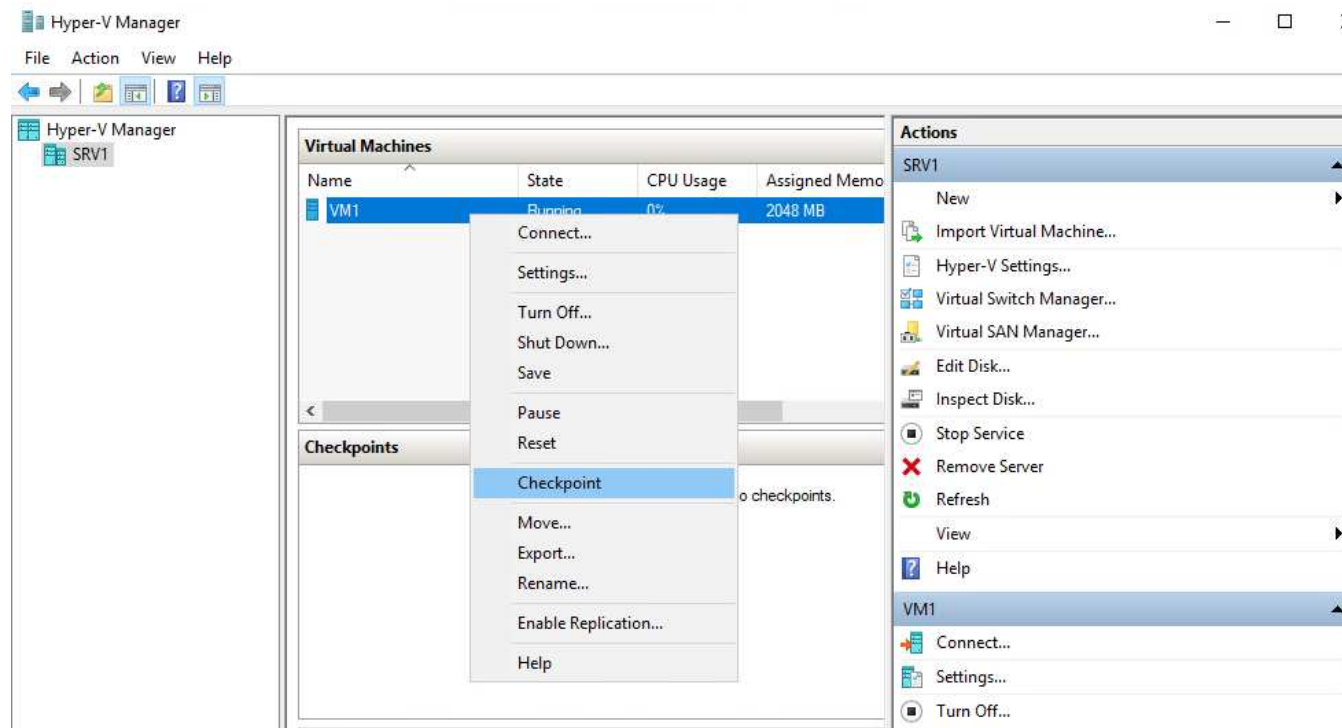 Hyper-V Manager
File Action View Help
Hyper-V Manager
SRV1
Virtual Machines
Name State CPU Usage Assigned Memo
VM1 Running 0% 2048 MB
Connect...
Settings...
Turn Off...
Shut Down...
Save
Pause
Reset
Checkpoint
Move...
Export...
Rename...
Enable Replication...
Help
Checkpoints
o checkpoints.
Actions
SRV1
New
Import Virtual Machine...
Hyper-V Settings...
Virtual Switch Manager...
Virtual SAN Manager...
Edit Disk...
Inspect Disk...
Stop Service
Remove Server
Refresh
View
Help
VM1
Connect...
Settings...
Turn Off...